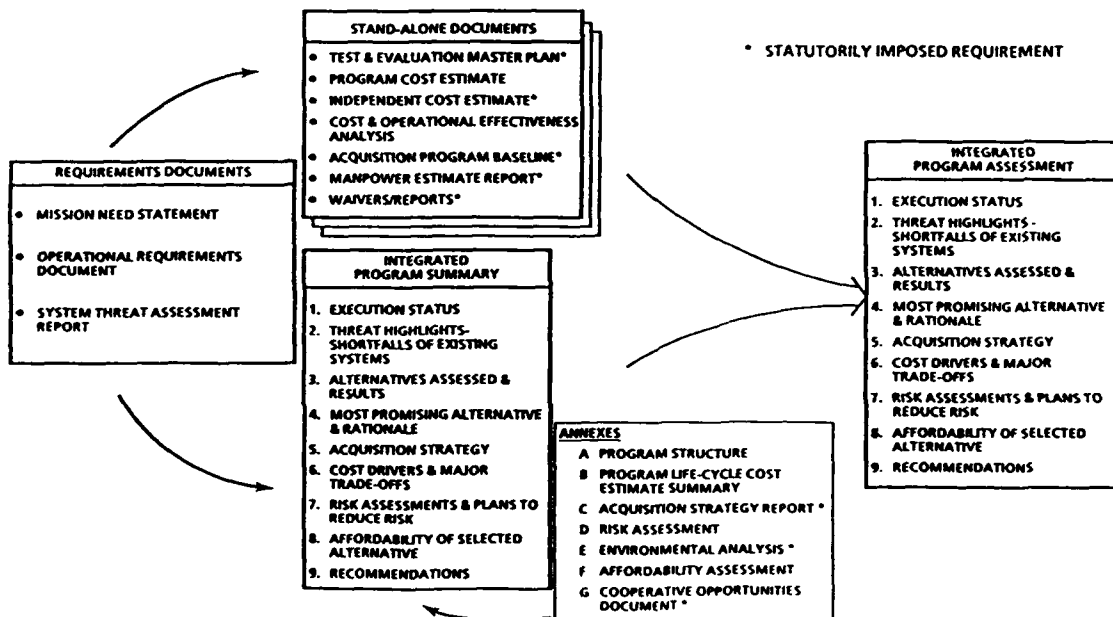 STAND-ALONE DOCUMENTS
• TEST & EVALUATION MASTER PLAN*
• PROGRAM COST ESTIMATE
• INDEPENDENT COST ESTIMATE*
• COST & OPERATIONAL EFFECTIVENESS
ANALYSIS
• ACQUISITION PROGRAM BASELINE*
• MANPOWER ESTIMATE REPORT*
• WAIVERS/REPORTS*
* STATUTORILY IMPOSED REQUIREMENT
REQUIREMENTS DOCUMENTS
• MISSION NEED STATEMENT
• OPERATIONAL REQUIREMENTS
DOCUMENT
• SYSTEM THREAT ASSESSMENT
REPORT
INTEGRATED
PROGRAM SUMMARY
1. EXECUTION STATUS
2. THREAT HIGHLIGHTS-
SHORTFALLS OF EXISTING
SYSTEMS
3. ALTERNATIVES ASSESSED &
RESULTS
4. MOST PROMISING ALTERNATIVE
& RATIONALE
5. ACQUISITION STRATEGY
6. COST DRIVERS & MAJOR
TRADE-OFFS
7. RISK ASSESSMENTS & PLANS TO
REDUCE RISK
8. AFFORDABILITY OF SELECTED
ALTERNATIVE
9. RECOMMENDATIONS
ANNEXES
A PROGRAM STRUCTURE
B PROGRAM LIFE-CYCLE COST
ESTIMATE SUMMARY
C ACQUISITION STRATEGY REPORT *
D RISK ASSESSMENT
E ENVIRONMENTAL ANALYSIS *
F AFFORDABILITY ASSESSMENT
G COOPERATIVE OPPORTUNITIES
DOCUMENT *
INTEGRATED
PROGRAM ASSESSMENT
1. EXECUTION STATUS
2. THREAT HIGHLIGHTS -
SHORTFALLS OF EXISTING
SYSTEMS
3. ALTERNATIVES ASSESSED &
RESULTS
4. MOST PROMISING ALTERNATIVE
& RATIONALE
5. ACQUISITION STRATEGY
6. COST DRIVERS & MAJOR
TRADE-OFFS
7. RISK ASSESSMENTS & PLANS TO
REDUCE RISK
8. AFFORDABILITY OF SELECTED
ALTERNATIVE
9. RECOMMENDATIONS